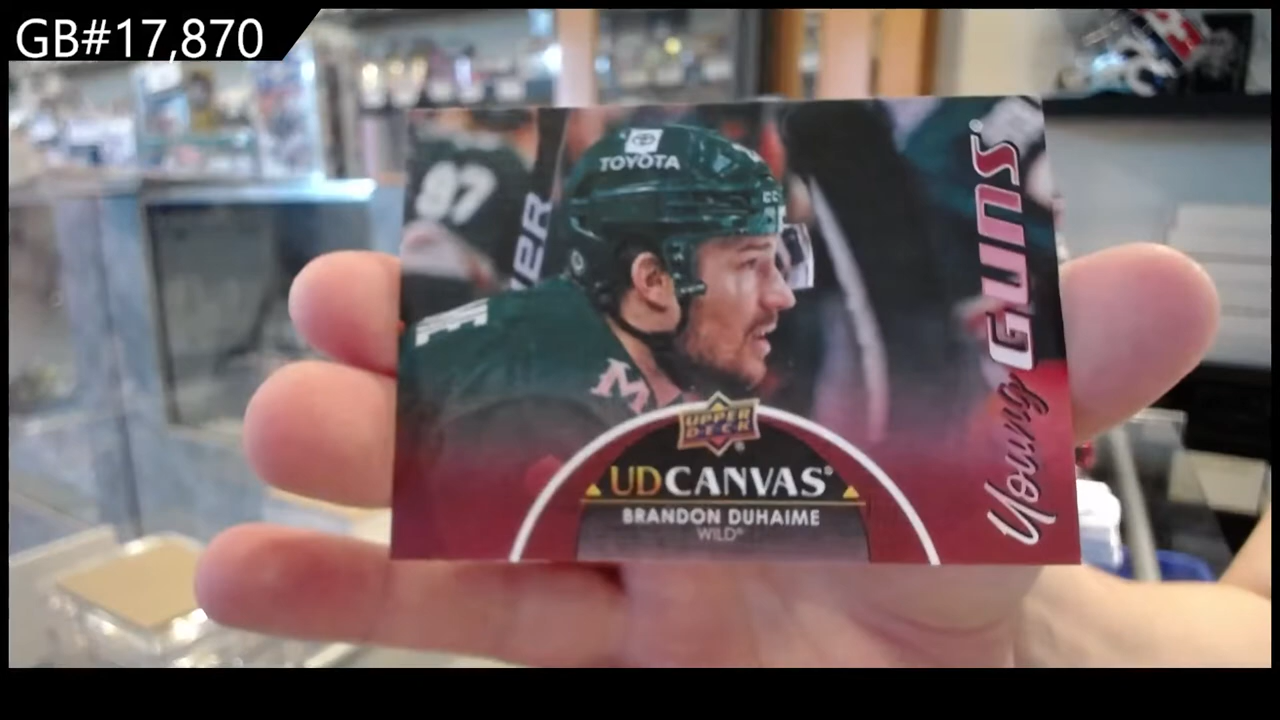 GB#17,870
97
TOYOTA
M
Young GUNS®
UPPER
DECK®
UD CANVAS®
BRANDON DUHAIME
WILD®